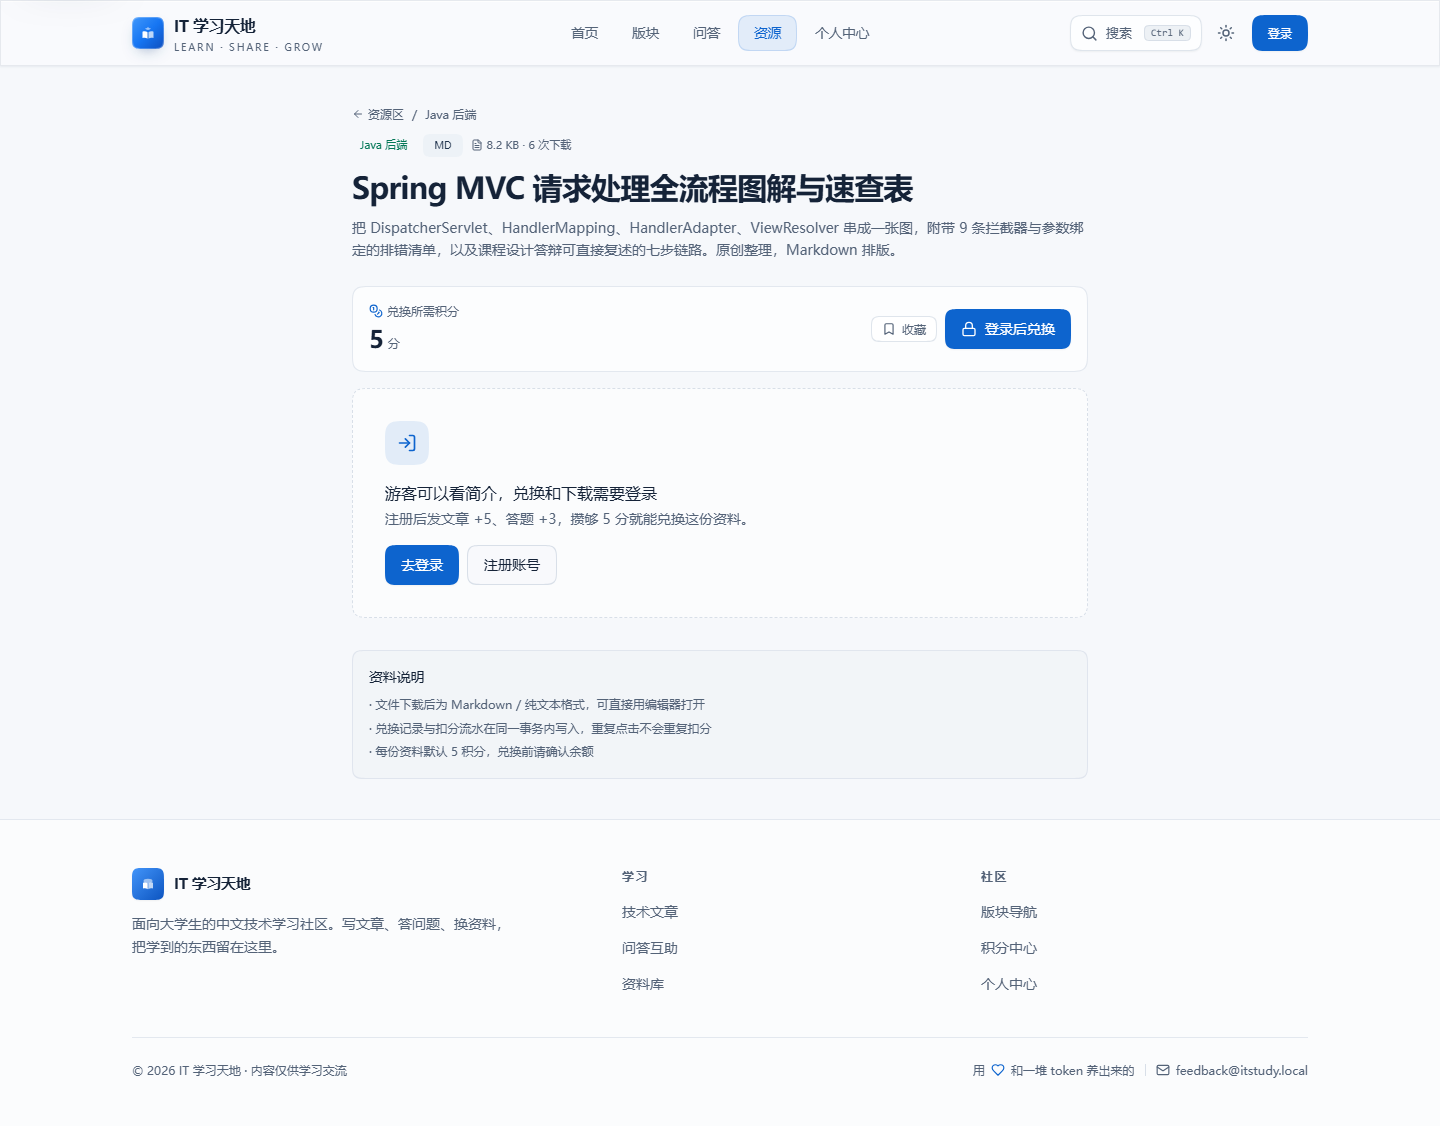 IT 学习天地
LEARN · SHARE · GROW
首页
版块
问答
资源
个人中心
搜索
Ctrl K
登录
← 资源区 / Java 后端
Java 后端
MD
8.2 KB · 6 次下载
Spring MVC 请求处理全流程图解与速查表
把 DispatcherServlet、HandlerMapping、HandlerAdapter、ViewResolver 串成一张图，附带 9 条拦截器与参数绑
定的排错清单，以及课程设计答辩可直接复述的七步链路。原创整理，Markdown 排版。
兑换所需积分
5 分
收藏
登录后兑换
游客可以看简介，兑换和下载需要登录
注册后发文章 +5、答题 +3，攒够 5 分就能兑换这份资料。
去登录
注册账号
资料说明
· 文件下载后为 Markdown / 纯文本格式，可直接用编辑器打开
· 兑换记录与扣分流水在同一事务内写入，重复点击不会重复扣分
· 每份资料默认 5 积分，兑换前请确认余额
IT 学习天地
面向大学生的中文技术学习社区。写文章、答问题、换资料，
把学到的东西留在这里。
学习
技术文章
问答互助
资料库
社区
版块导航
积分中心
个人中心
© 2026 IT 学习天地 · 内容仅供学习交流
用 ♡ 和一堆 token 养出来的
feedback@itstudy.local